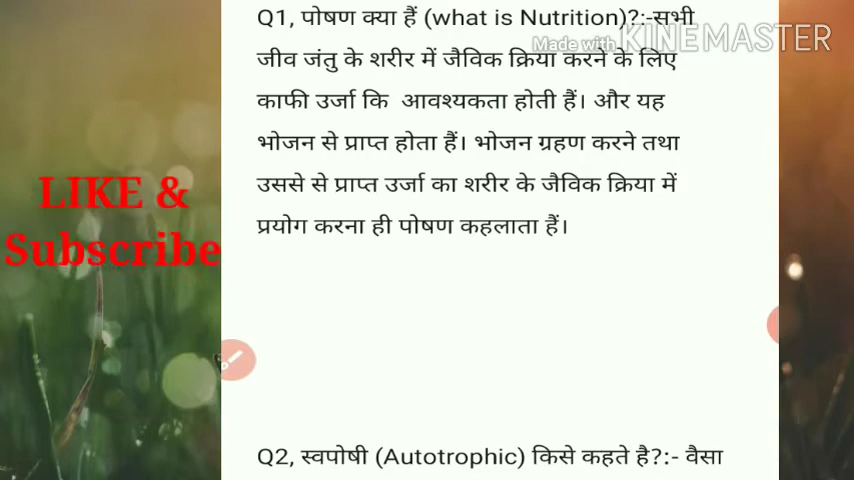 Q1, पोषण क्या हैं (what is Nutrition)?:-सभी
Made with KINEMASTER
जीव जंतु के शरीर में जैविक क्रिया करने के लिए
काफी उर्जा कि आवश्यकता होती हैं। और यह
भोजन से प्राप्त होता हैं। भोजन ग्रहण करने तथा
उससे से प्राप्त उर्जा का शरीर के जैविक क्रिया में
प्रयोग करना ही पोषण कहलाता हैं।
LIKE &
Subscribe
Q2, स्वपोषी (Autotrophic) किसे कहते है?:- वैसा